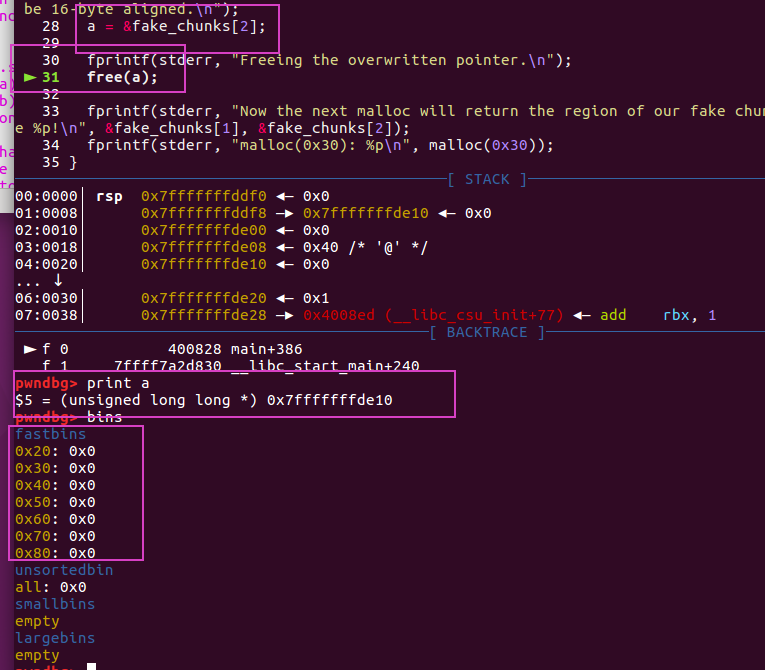 be 16-byte aligned.\n");
28 a = &fake_chunks[2];
29
30 fprintf(stderr, "Freeing the overwritten pointer.\n");
► 31 free(a);
32
33 fprintf(stderr, "Now the next malloc will return the region of our fake chun
e %p!\n", &fake_chunks[1], &fake_chunks[2]);
34 fprintf(stderr, "malloc(0x30): %p\n", malloc(0x30));
35 }
[ STACK ]
00:0000│ rsp 0x7fffffffddf0 ◄— 0x0
01:0008│ 0x7fffffffddf8 —► 0x7fffffffde10 ◄— 0x0
02:0010│ 0x7fffffffde00 ◄— 0x0
03:0018│ 0x7fffffffde08 ◄— 0x40 /* '@' */
04:0020│ 0x7fffffffde10 ◄— 0x0
... ↓
06:0030│ 0x7fffffffde20 ◄— 0x1
07:0038│ 0x7fffffffde28 —► 0x4008ed (__libc_csu_init+77) ◄— add rbx, 1
[ BACKTRACE ]
► f 0 400828 main+386
f 1 7ffff7a2d830 __libc_start_main+240
pwndbg> print a
$5 = (unsigned long long *) 0x7fffffffde10
pwndbg> bins
fastbins
0x20: 0x0
0x30: 0x0
0x40: 0x0
0x50: 0x0
0x60: 0x0
0x70: 0x0
0x80: 0x0
unsortedbin
all: 0x0
smallbins
empty
largebins
empty
pwndbg>